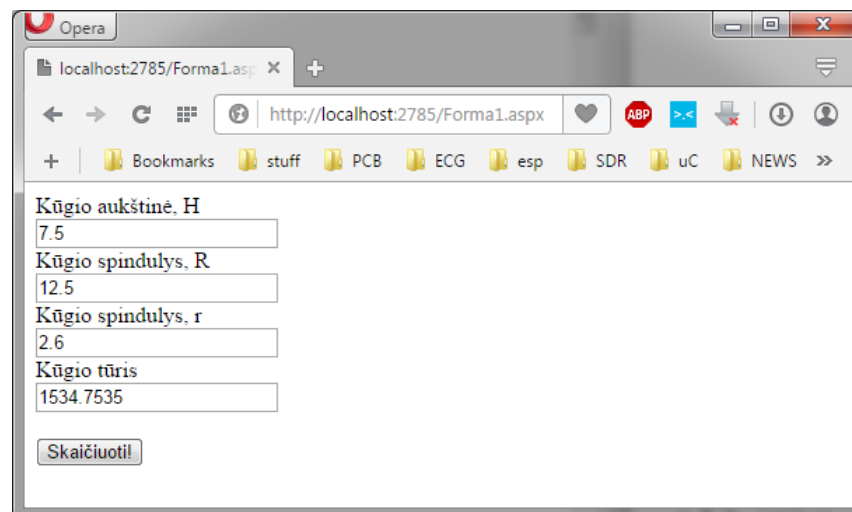 Opera
localhost:2785/Forma1.asp
http://localhost:2785/Forma1.aspx ABP >.<
Bookmarks stuff PCB ECG esp SDR uC NEWS »
Kūgio aukštinė, H
7.5
Kūgio spindulys, R
12.5
Kūgio spindulys, r
2.6
Kūgio tūris
1534.7535
Skaičiuoti!